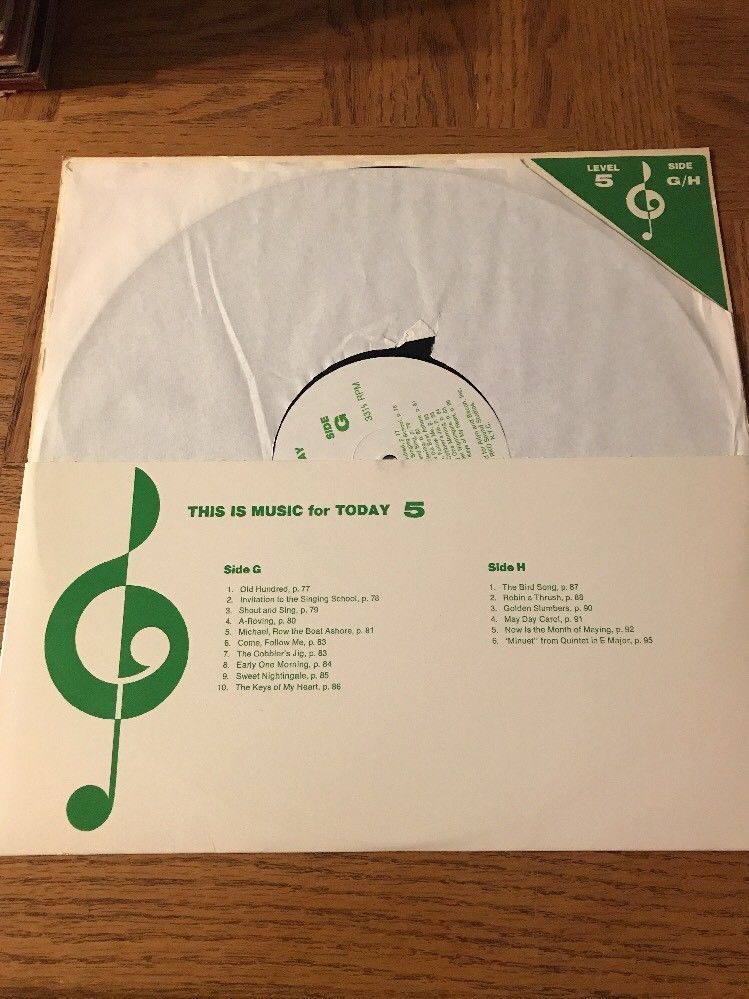 LEVEL
5
SIDE
G/H
SIDE
G
33⅓ RPM
THIS IS MUSIC for TODAY 5
Side G
1. Old Hundred, p. 77
2. Invitation to the Singing School, p. 78
3. Shout and Sing, p. 79
4. A-Roving, p. 80
5. Michael, Row the Boat Ashore, p. 81
6. Come, Follow Me, p. 83
7. The Cobbler's Jig, p. 83
8. Early One Morning, p. 84
9. Sweet Nightingale, p. 85
10. The Keys of My Heart, p. 86
Side H
1. The Bird Song, p. 87
2. Robin a Thrush, p. 88
3. Golden Slumbers, p. 90
4. May Day Carol, p. 91
5. Now Is the Month of Maying, p. 92
6. "Minuet" from Quintet in E Major, p. 95